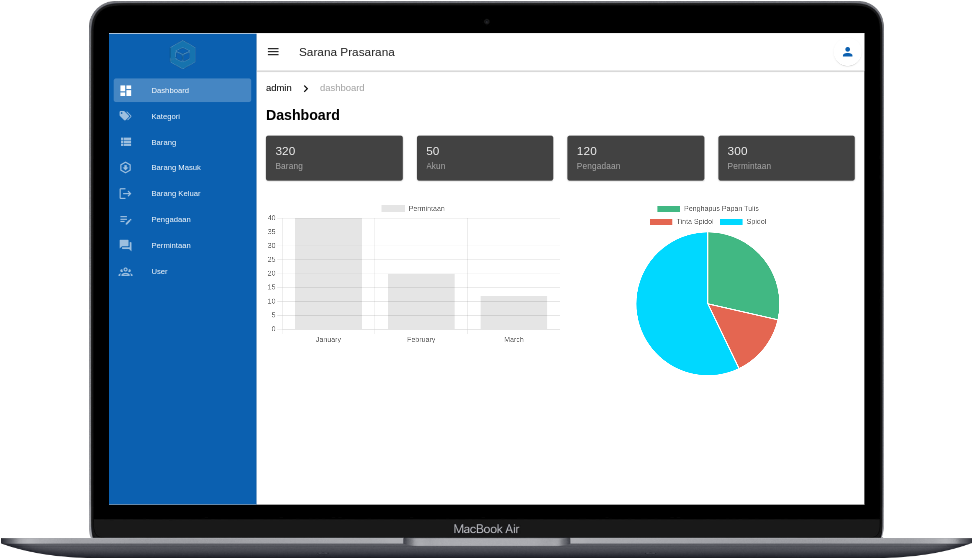 Sarana Prasarana
Dashboard
Kategori
Barang
Barang Masuk
Barang Keluar
Pengadaan
Permintaan
User
admin dashboard
Dashboard
320
Barang
50
Akun
120
Pengadaan
300
Permintaan
Permintaan
40
35
30
25
20
15
10
5
0
January February March
Penghapus Papan Tulis
Tinta Spidol Spidol
MacBook Air